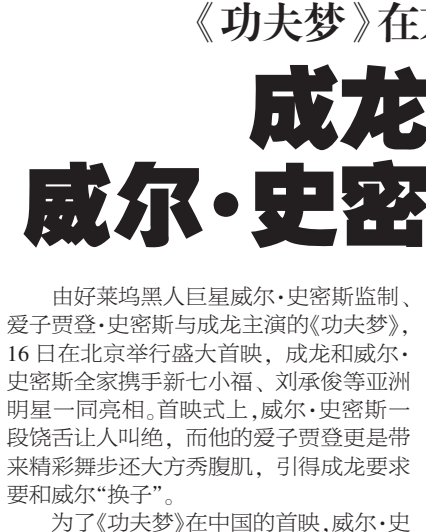 《功夫梦》在
成龙
威尔·史密
由好莱坞黑人巨星威尔·史密斯监制、
爱子贾登·史密斯与成龙主演的《功夫梦》,
16日在北京举行盛大首映，成龙和威尔·
史密斯全家携手新七小福、刘承俊等亚洲
明星一同亮相。首映式上,威尔·史密斯一
段饶舌让人叫绝，而他的爱子贾登更是带
来精彩舞步还大方秀腹肌，引得成龙要求
要和威尔“换子”。
为了《功夫梦》在中国的首映,威尔·史